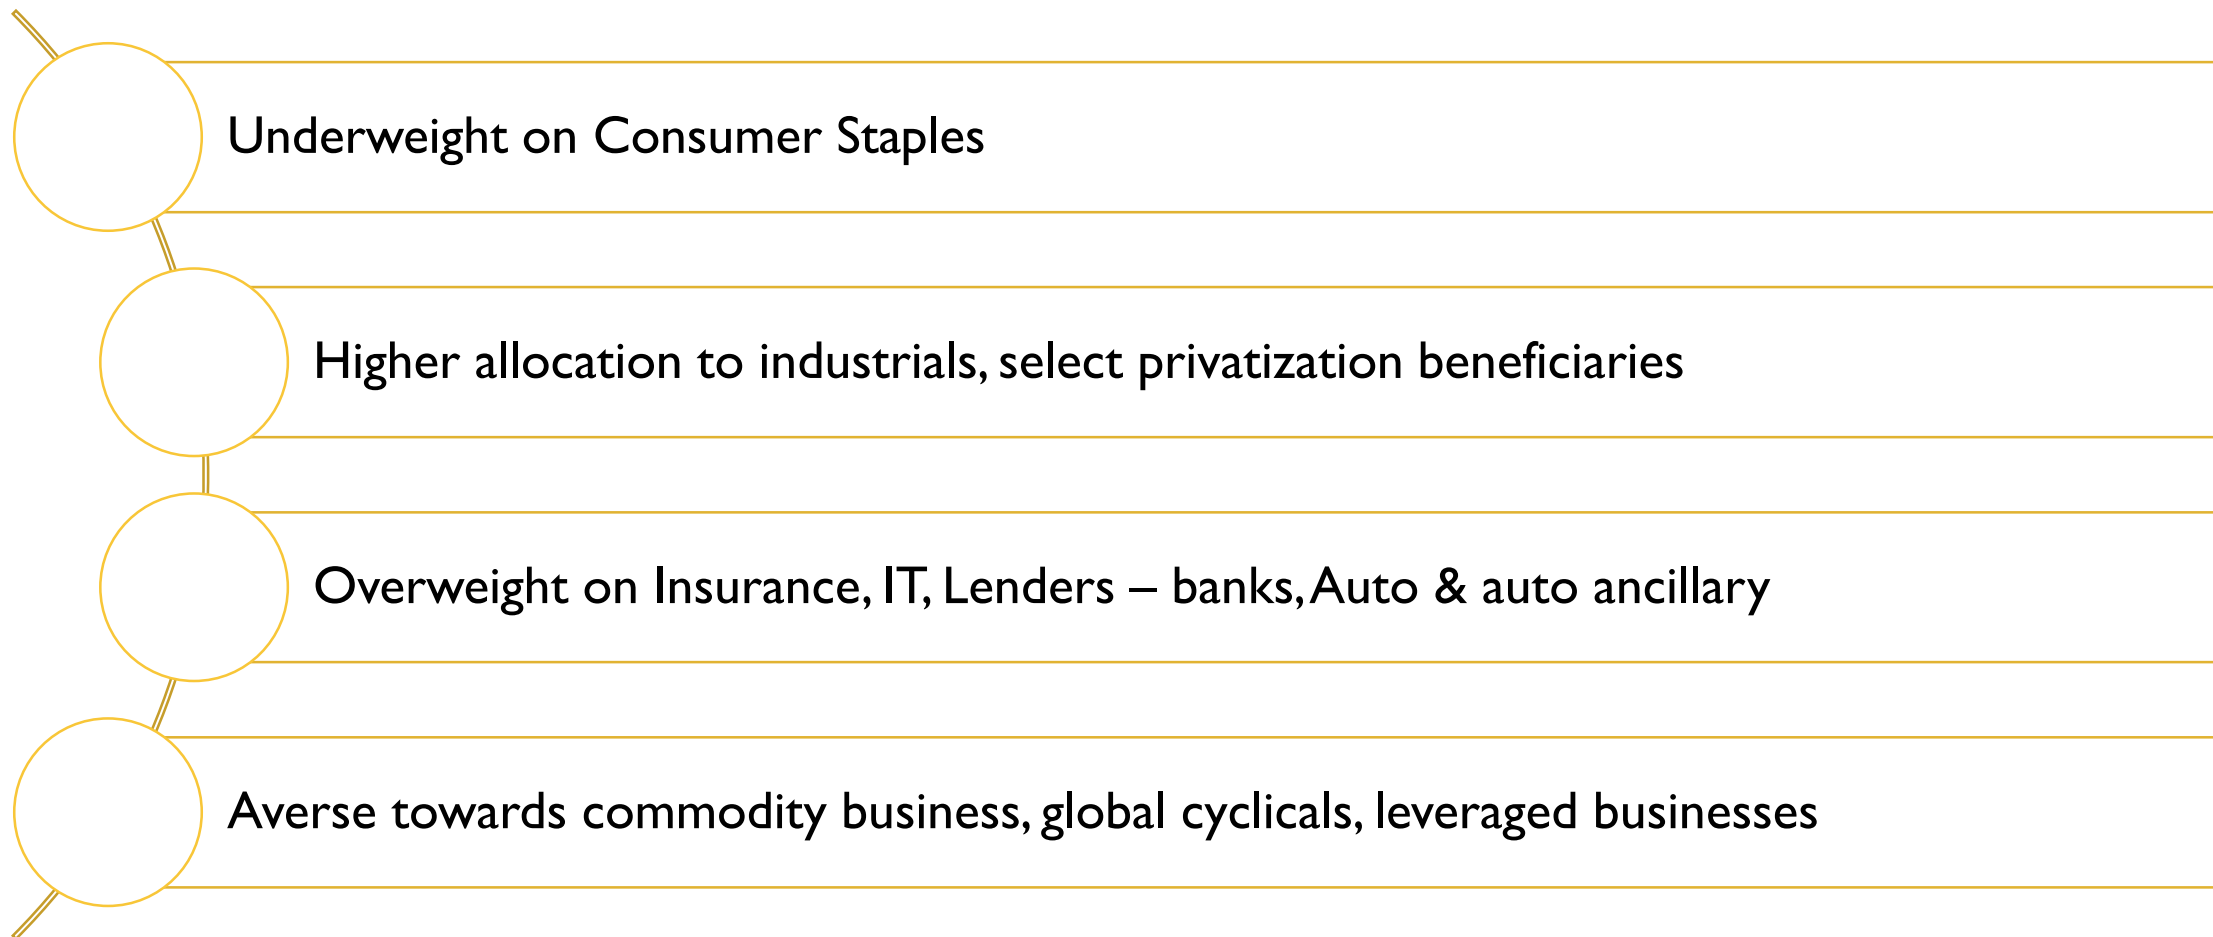 Underweight on Consumer Staples
Higher allocation to industrials, select privatization beneficiaries
Overweight on Insurance, IT, Lenders – banks, Auto & auto ancillary
Averse towards commodity business, global cyclicals, leveraged businesses